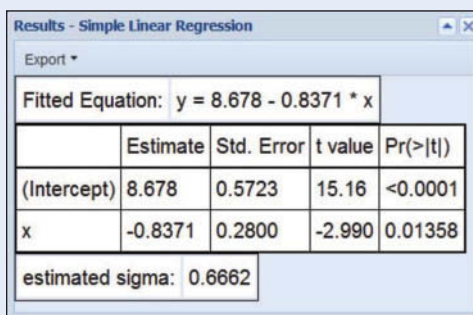 Results - Simple Linear Regression
Export
Fitted Equation: y = 8.678 - 0.8371 * x
Estimate Std. Error t value Pr(>|t|)
(Intercept) 8.678 0.5723 15.16 <0.0001
x -0.8371 0.2800 -2.990 0.01358
estimated sigma: 0.6662